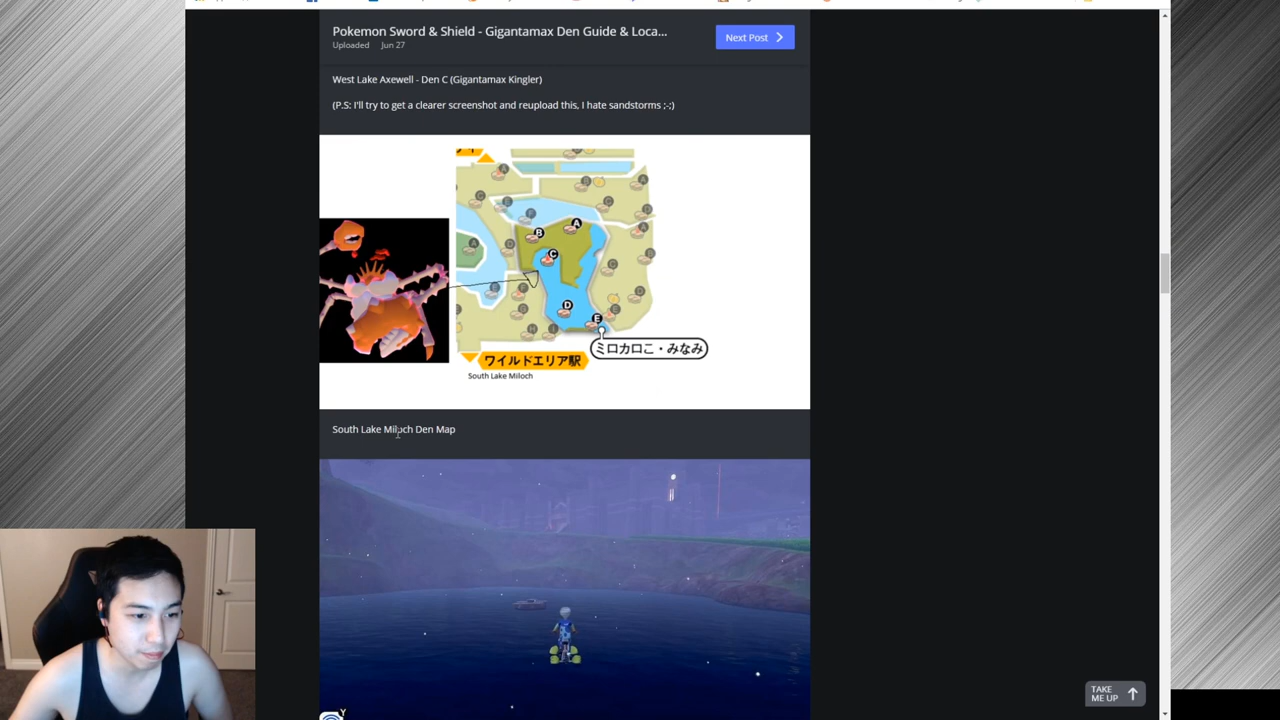 Pokemon Sword & Shield - Gigantamax Den Guide & Loca...
Uploaded Jun 27
Next Post
West Lake Axewell - Den C (Gigantamax Kingler)
(P.S: I'll try to get a clearer screenshot and reupload this, I hate sandstorms ;-;)
A
B
C
D
E
ミロカロこ・みなみ
ワイルドエリア駅
South Lake Miloch
South Lake Miloch Den Map
Y
TAKE
ME UP